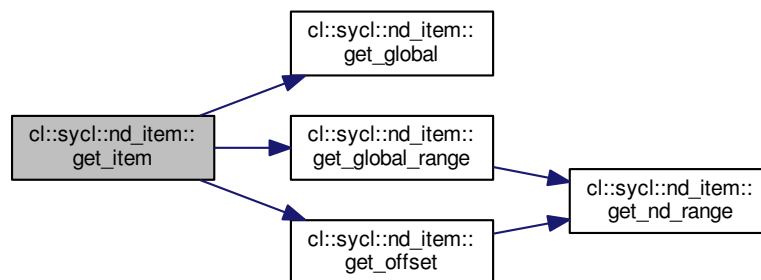 cl::sycl::nd_item::
get_global
cl::sycl::nd_item::
get_item
cl::sycl::nd_item::
get_global_range
cl::sycl::nd_item::
get_nd_range
cl::sycl::nd_item::
get_offset